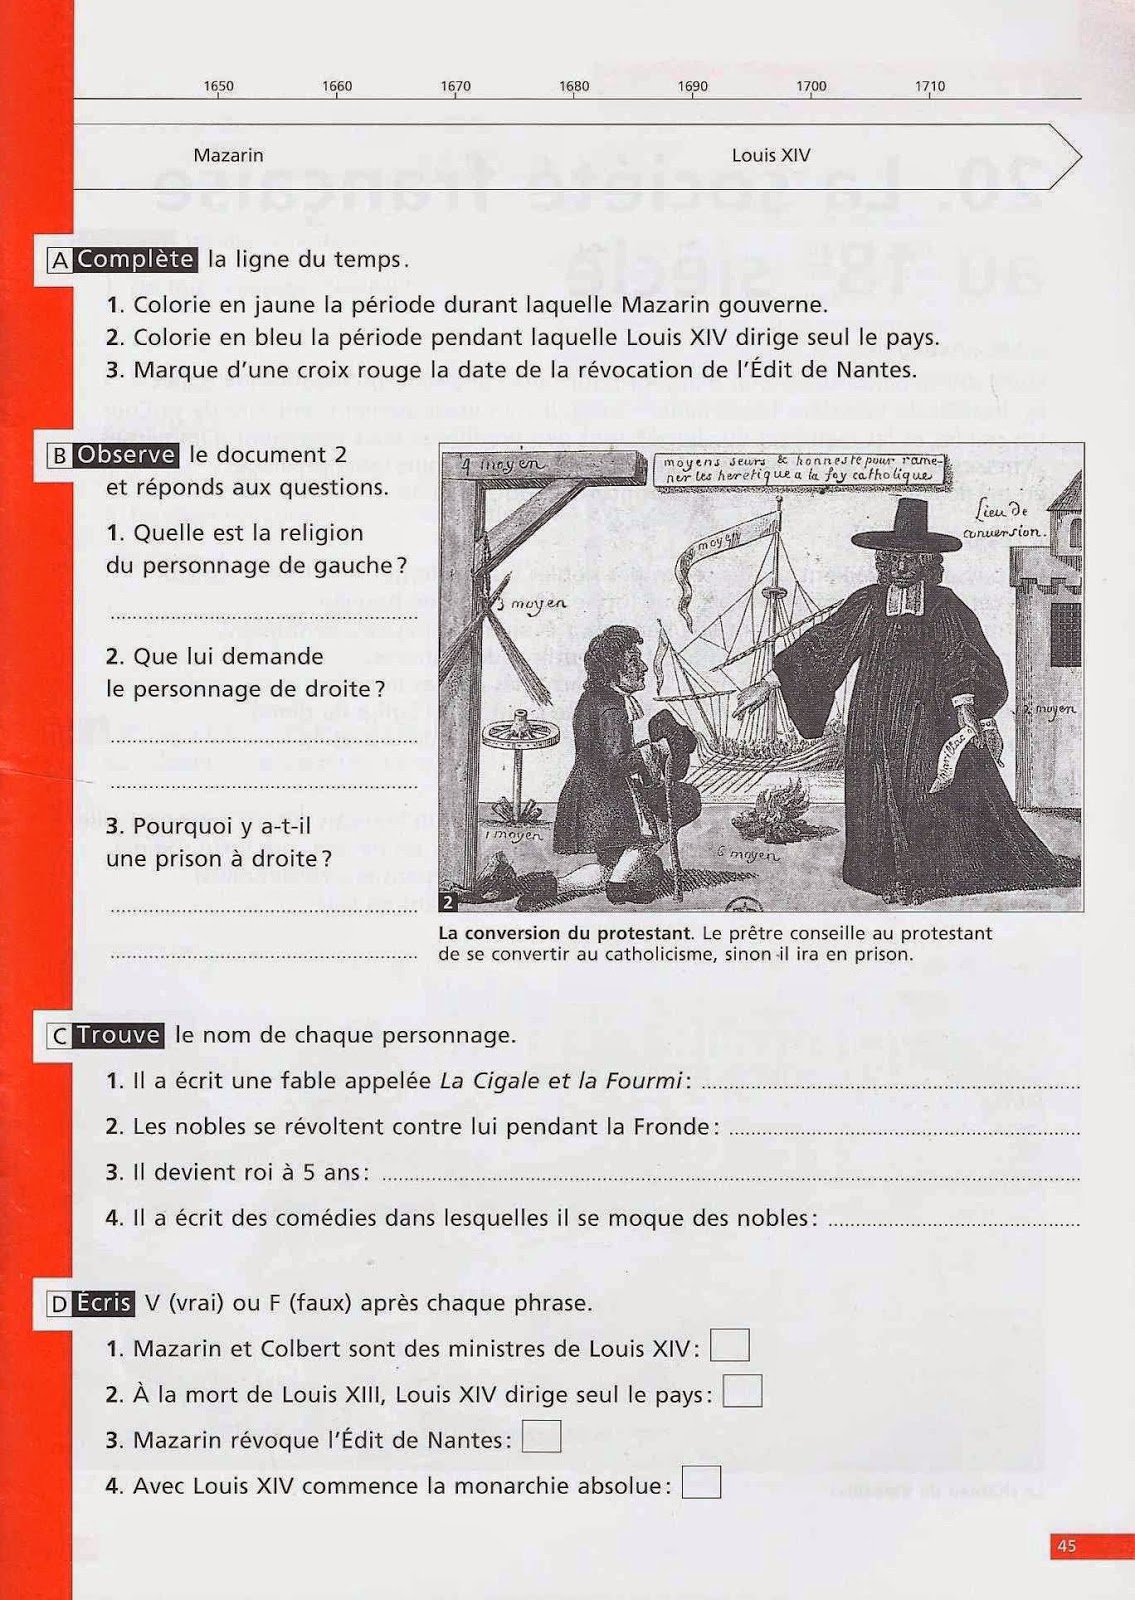 1650 1660 1670 1680 1690 1700 1710
Mazarin Louis XIV
A Complète la ligne du temps.
1. Colorie en jaune la période durant laquelle Mazarin gouverne.
2. Colorie en bleu la période pendant laquelle Louis XIV dirige seul le pays.
3. Marque d'une croix rouge la date de la révocation de l'Édit de Nantes.
B Observe le document 2
et réponds aux questions.
1. Quelle est la religion
du personnage de gauche ?
2. Que lui demande
le personnage de droite ?
3. Pourquoi y a-t-il
une prison à droite ?
4 moyen
moyens seurs & honneste pour rame-
ner les heretique a la foy catholique
Lieu de
conversion.
moyen
3 moyen
2 moyen
1 moyen
6 moyen
2
La conversion du protestant. Le prêtre conseille au protestant
de se convertir au catholicisme, sinon il ira en prison.
C Trouve le nom de chaque personnage.
1. Il a écrit une fable appelée La Cigale et la Fourmi :
2. Les nobles se révoltent contre lui pendant la Fronde :
3. Il devient roi à 5 ans :
4. Il a écrit des comédies dans lesquelles il se moque des nobles :
D Écris V (vrai) ou F (faux) après chaque phrase.
1. Mazarin et Colbert sont des ministres de Louis XIV :
2. À la mort de Louis XIII, Louis XIV dirige seul le pays :
3. Mazarin révoque l'Édit de Nantes :
4. Avec Louis XIV commence la monarchie absolue :
45